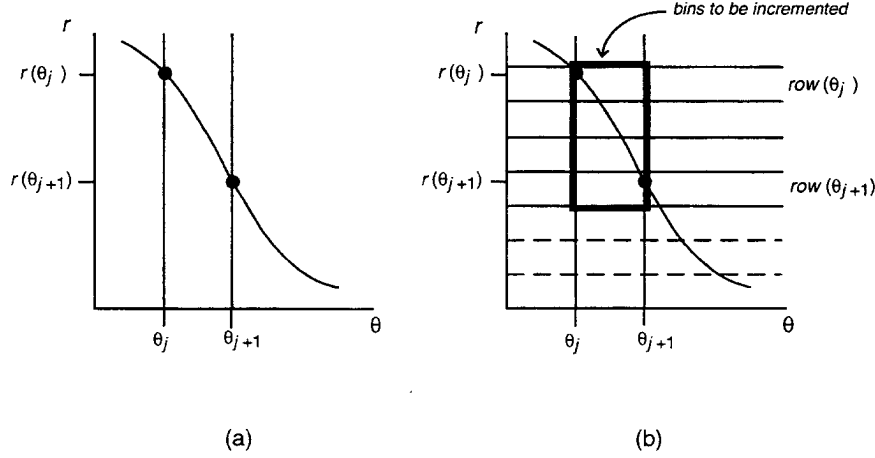 bins to be incremented
r
r
r(θj)
r(θj)
row(θj)
r(θj+1)
r(θj+1)
row(θj+1)
θ
θ
θj
θj+1
θj
θj+1
(a)
(b)